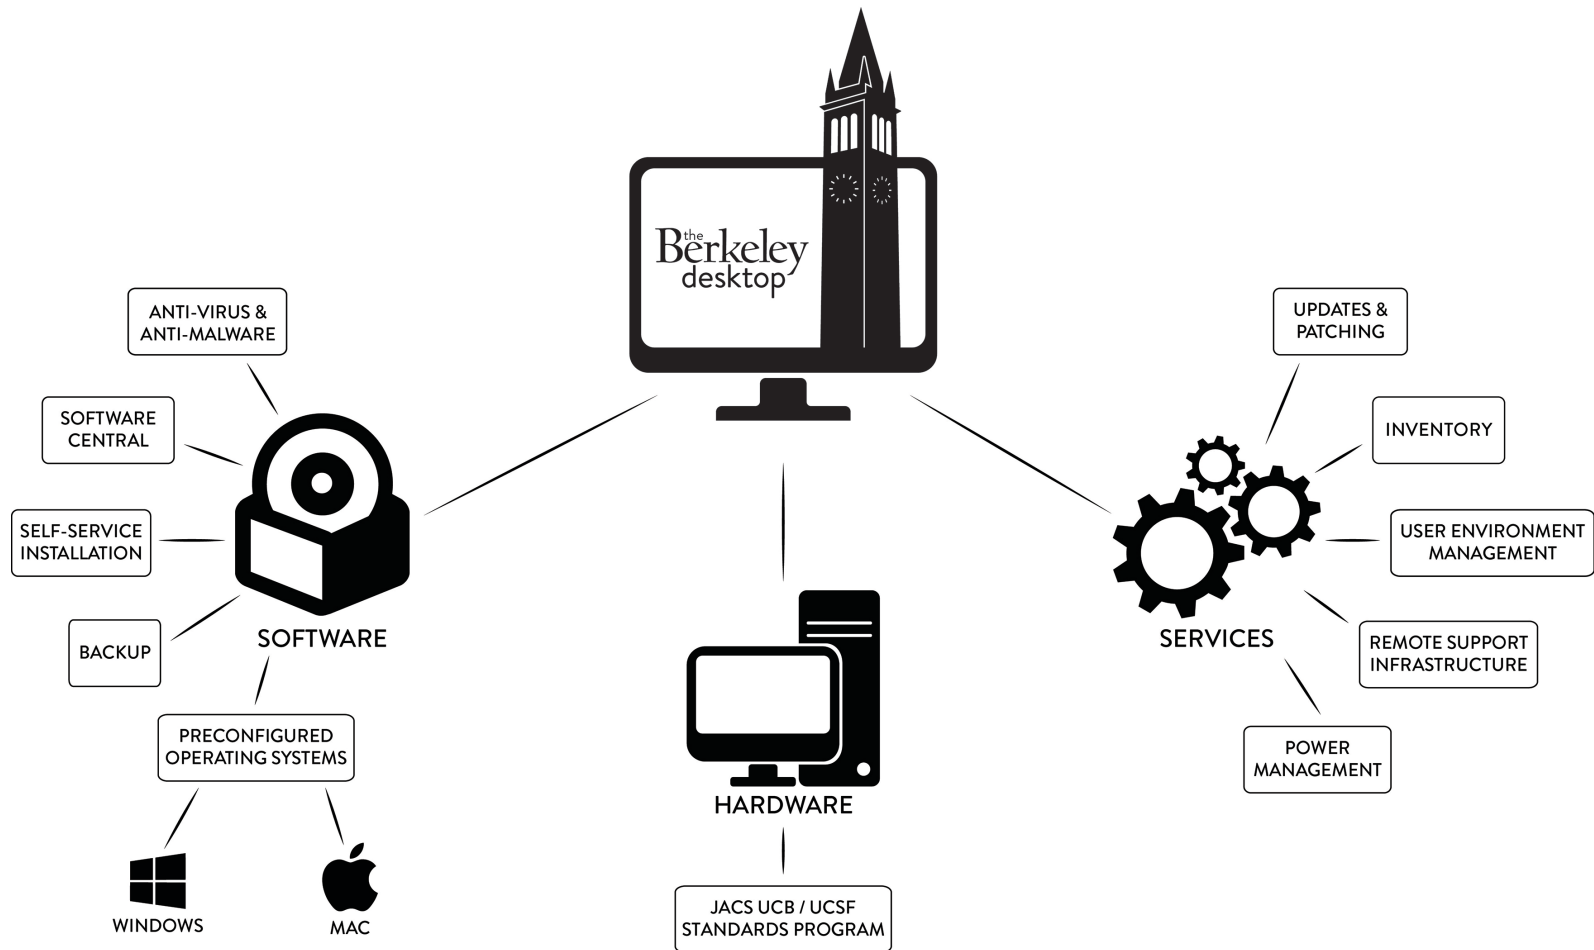 the
Berkeley
desktop
ANTI-VIRUS &
ANTI-MALWARE
SOFTWARE
CENTRAL
SELF-SERVICE
INSTALLATION
BACKUP
SOFTWARE
PRECONFIGURED
OPERATING SYSTEMS
WINDOWS
MAC
HARDWARE
JACS UCB / UCSF
STANDARDS PROGRAM
UPDATES &
PATCHING
INVENTORY
USER ENVIRONMENT
MANAGEMENT
SERVICES
REMOTE SUPPORT
INFRASTRUCTURE
POWER
MANAGEMENT